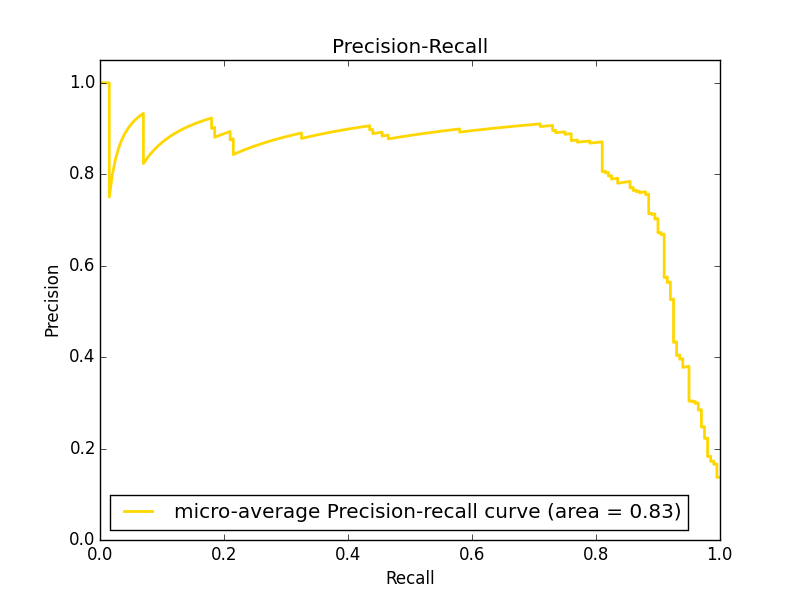 Precision-Recall
1.0
0.8
0.6
0.4
0.2
0.0
Precision
micro-average Precision-recall curve (area = 0.83)
0.0 0.2 0.4 0.6 0.8 1.0
Recall